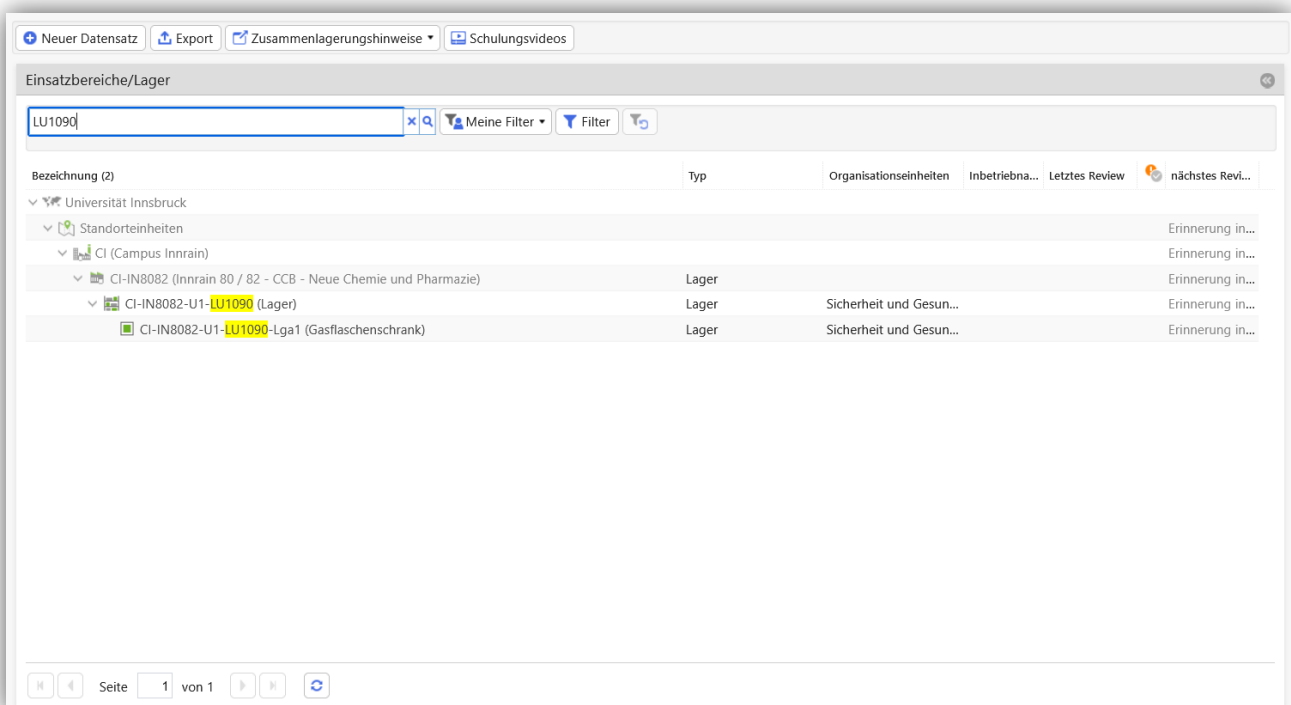 Neuer Datensatz Export Zusammenlagerungshinweise Schulungsvideos
Einsatzbereiche/Lager
LU1090 Meine Filter Filter
Bezeichnung (2) Typ Organisationseinheiten Inbetriebna... Letztes Review nächstes Revi...
Universität Innsbruck
Standorteinheiten Erinnerung in...
CI (Campus Innrain) Erinnerung in...
CI-IN8082 (Innrain 80 / 82 - CCB - Neue Chemie und Pharmazie) Lager Erinnerung in...
CI-IN8082-U1-LU1090 (Lager) Lager Sicherheit und Gesun... Erinnerung in...
CI-IN8082-U1-LU1090-Lga1 (Gasflaschenschrank) Lager Sicherheit und Gesun... Erinnerung in...
Seite 1 von 1